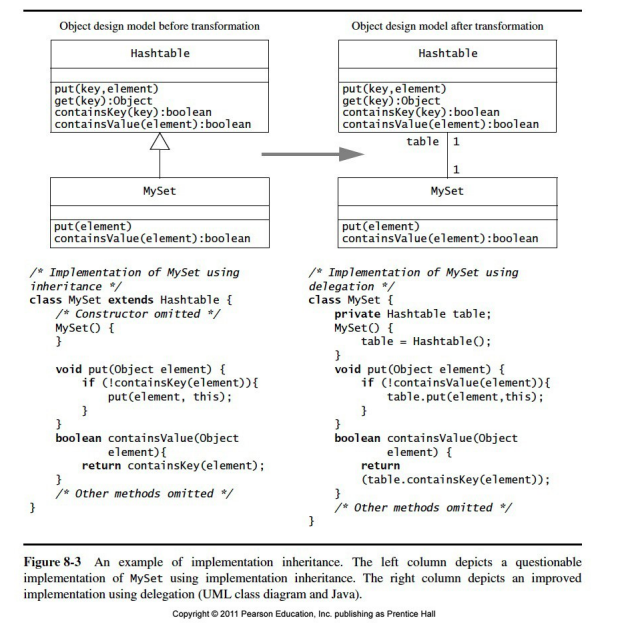 Object design model before transformation
Hashtable
put(key,element)
get(key):Object
containsKey(key):boolean
containsValue(element):boolean
MySet
put(element)
containsValue(element):boolean
Object design model after transformation
Hashtable
put(key,element)
get(key):Object
containsKey(key):boolean
containsValue(element):boolean
table 1
1
MySet
put(element)
containsValue(element):boolean
/* Implementation of MySet using
inheritance */
class MySet extends Hashtable {
/* Constructor omitted */
MySet() {
}
void put(Object element) {
if (!containsKey(element)){
put(element, this);
}
}
boolean containsValue(Object
element){
return containsKey(element);
}
/* Other methods omitted */
}
/* Implementation of MySet using
delegation */
class MySet {
private Hashtable table;
MySet() {
table = Hashtable();
}
void put(Object element) {
if (!containsValue(element)){
table.put(element,this);
}
}
boolean containsValue(Object
element) {
return
(table.containsKey(element));
}
/* Other methods omitted */
}
Figure 8-3 An example of implementation inheritance. The left column depicts a questionable
implementation of MySet using implementation inheritance. The right column depicts an improved
implementation using delegation (UML class diagram and Java).
Copyright © 2011 Pearson Education, Inc. publishing as Prentice Hall